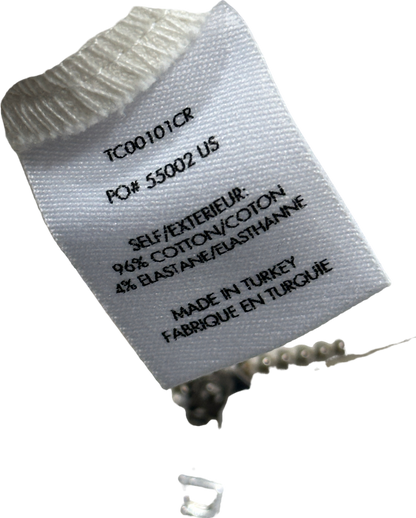 TC00101CR
PO# 55002 US
SELF/EXTERIEUR:
96% COTTON/COTON
4% ELASTANE/ELASTHANNE
MADE IN TURKEY
FABRIQUE EN TURQUIE